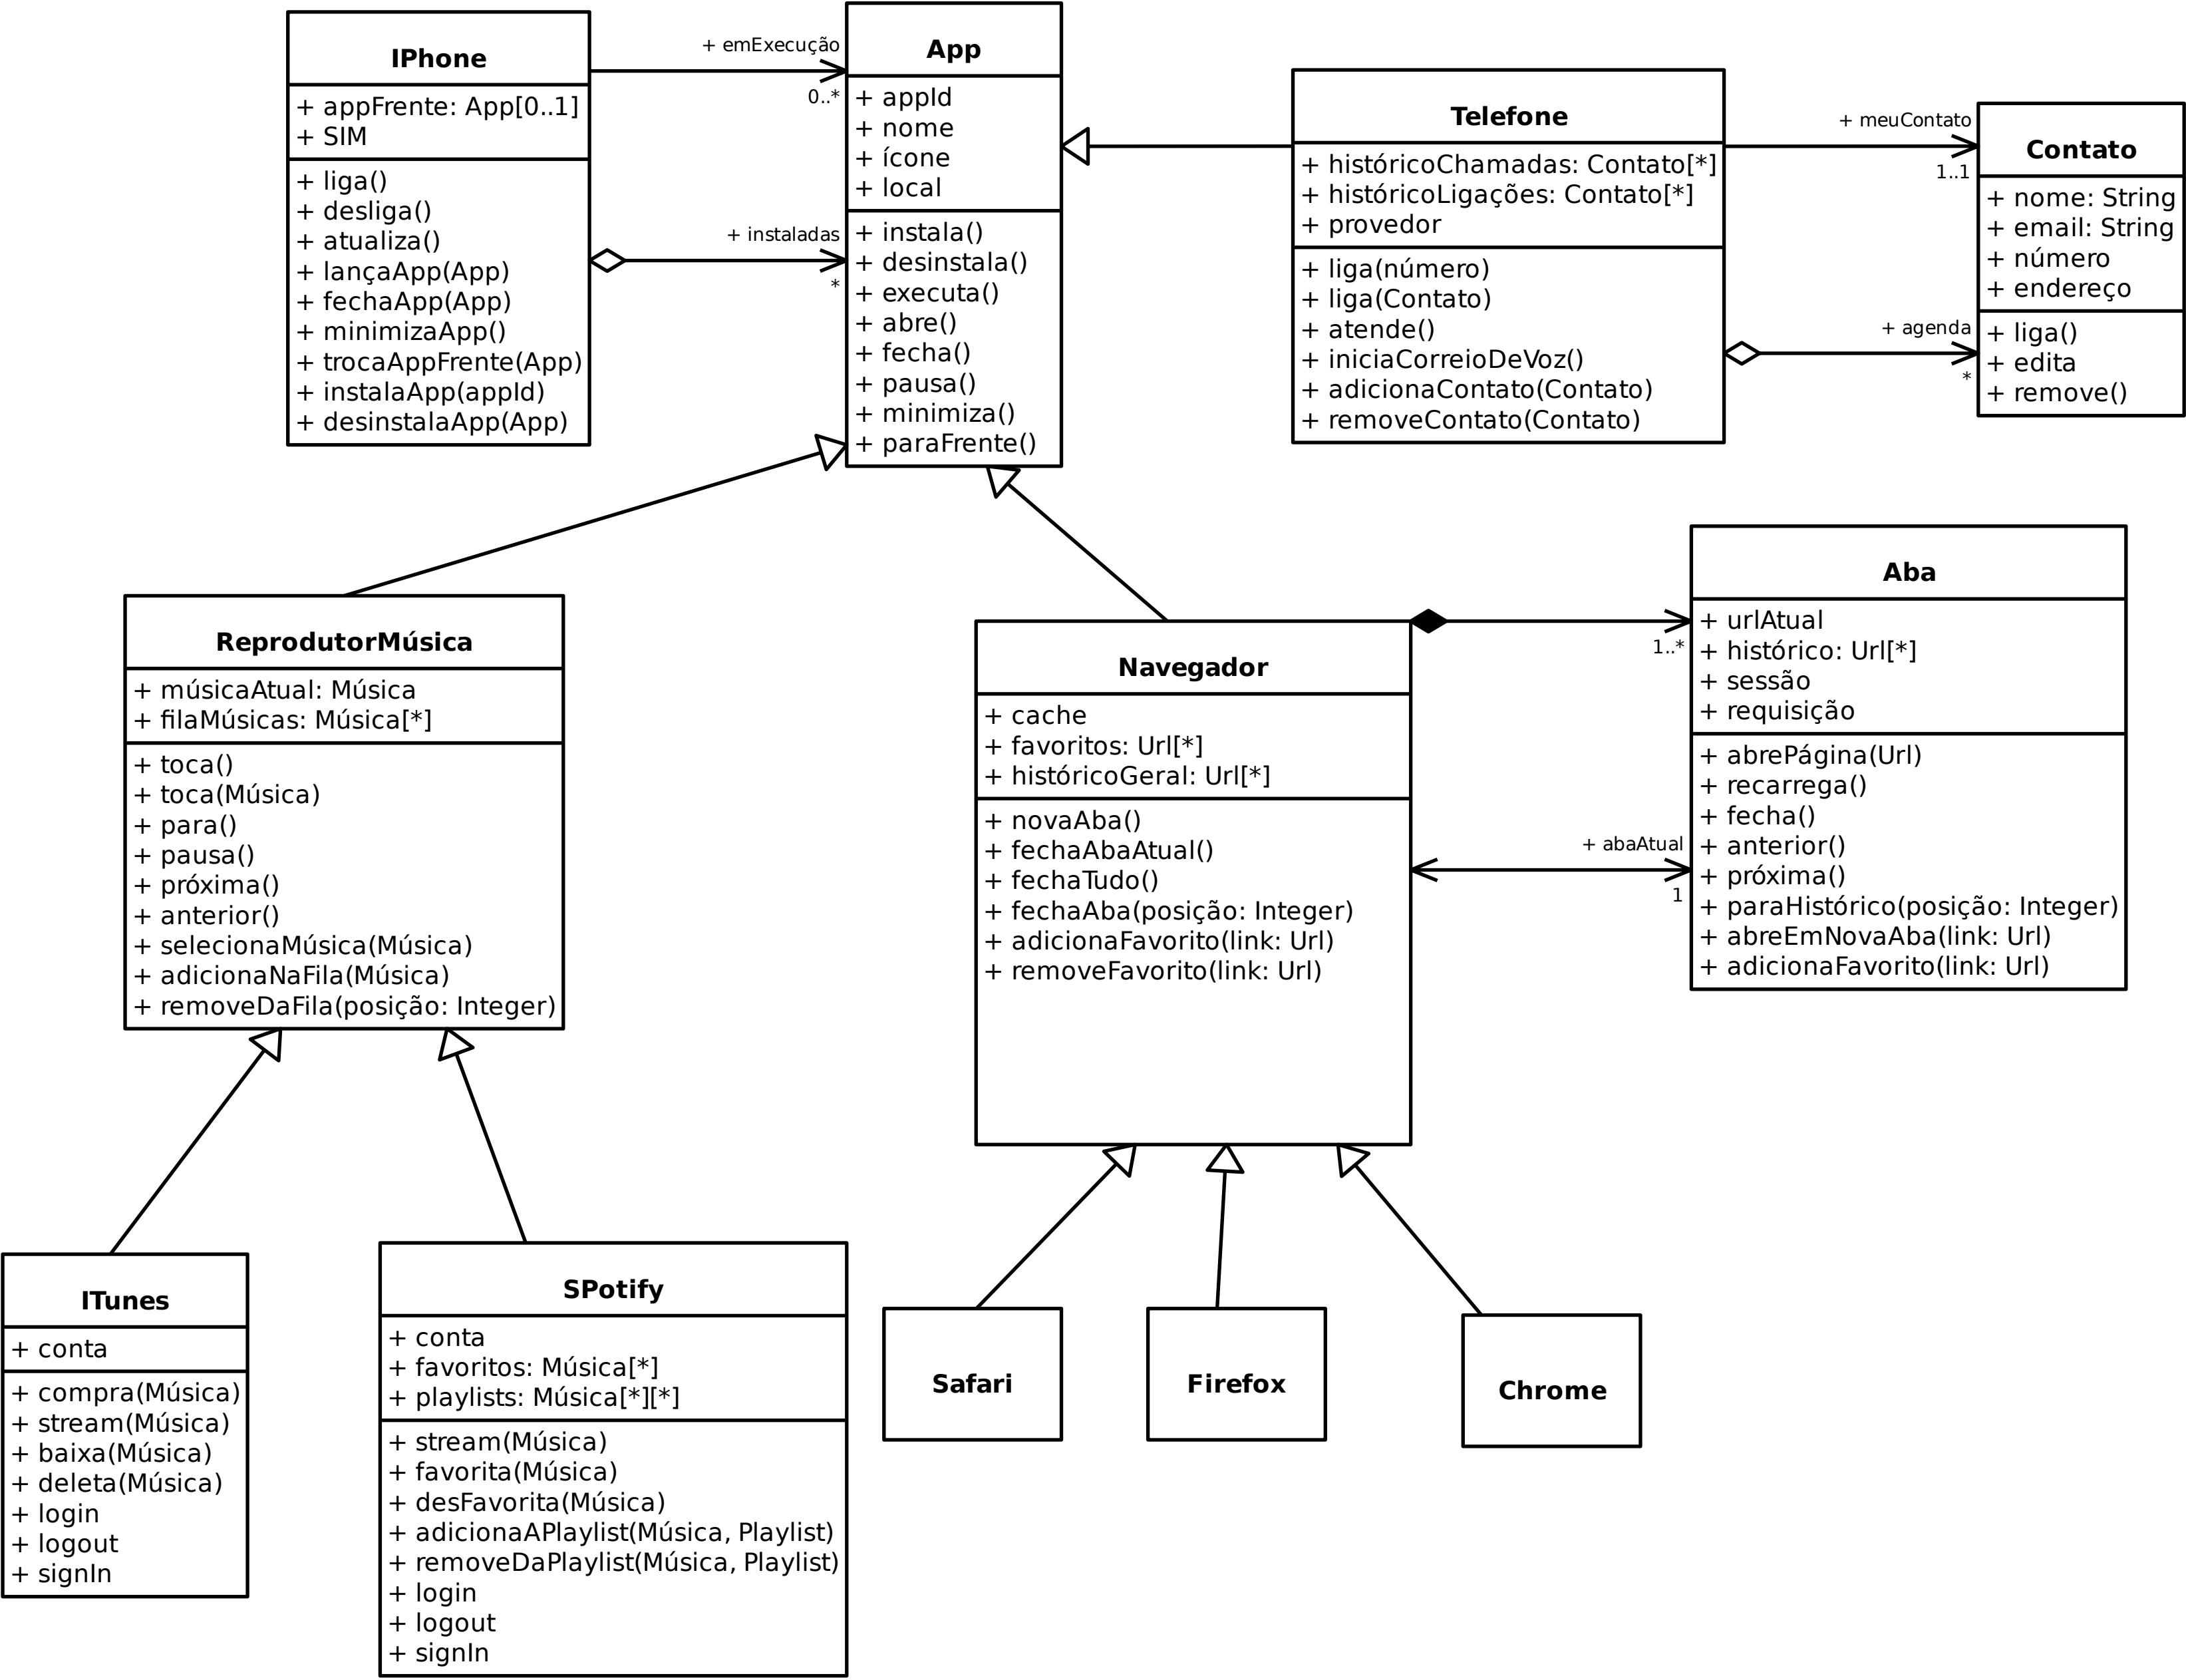 IPhone
+ appFrente: App[0..1]
+ SIM
+ liga()
+ desliga()
+ atualiza()
+ lançaApp(App)
+ fechaApp(App)
+ minimizaApp()
+ trocaAppFrente(App)
+ instalaApp(appId)
+ desinstalaApp(App)
+ emExecução
0..*
+ instaladas
*
App
+ appId
+ nome
+ ícone
+ local
+ instala()
+ desinstala()
+ executa()
+ abre()
+ fecha()
+ pausa()
+ minimiza()
+ paraFrente()
Telefone
+ históricoChamadas: Contato[*]
+ históricoLigações: Contato[*]
+ provedor
+ liga(número)
+ liga(Contato)
+ atende()
+ iniciaCorreioDeVoz()
+ adicionaContato(Contato)
+ removeContato(Contato)
+ meuContato
1..1
+ agenda
*
Contato
+ nome: String
+ email: String
+ número
+ endereço
+ liga()
+ edita
+ remove()
ReprodutorMúsica
+ músicaAtual: Música
+ filaMúsicas: Música[*]
+ toca()
+ toca(Música)
+ para()
+ pausa()
+ próxima()
+ anterior()
+ selecionaMúsica(Música)
+ adicionaNaFila(Música)
+ removeDaFila(posição: Integer)
Navegador
+ cache
+ favoritos: Url[*]
+ históricoGeral: Url[*]
+ novaAba()
+ fechaAbaAtual()
+ fechaTudo()
+ fechaAba(posição: Integer)
+ adicionaFavorito(link: Url)
+ removeFavorito(link: Url)
1..*
+ abaAtual
1
Aba
+ urlAtual
+ histórico: Url[*]
+ sessão
+ requisição
+ abrePágina(Url)
+ recarrega()
+ fecha()
+ anterior()
+ próxima()
+ paraHistórico(posição: Integer)
+ abreEmNovaAba(link: Url)
+ adicionaFavorito(link: Url)
ITunes
+ conta
+ compra(Música)
+ stream(Música)
+ baixa(Música)
+ deleta(Música)
+ login
+ logout
+ signIn
SPotify
+ conta
+ favoritos: Música[*]
+ playlists: Música[*][*]
+ stream(Música)
+ favorita(Música)
+ desFavorita(Música)
+ adicionaAPlaylist(Música, Playlist)
+ removeDaPlaylist(Música, Playlist)
+ login
+ logout
+ signIn
Safari
Firefox
Chrome